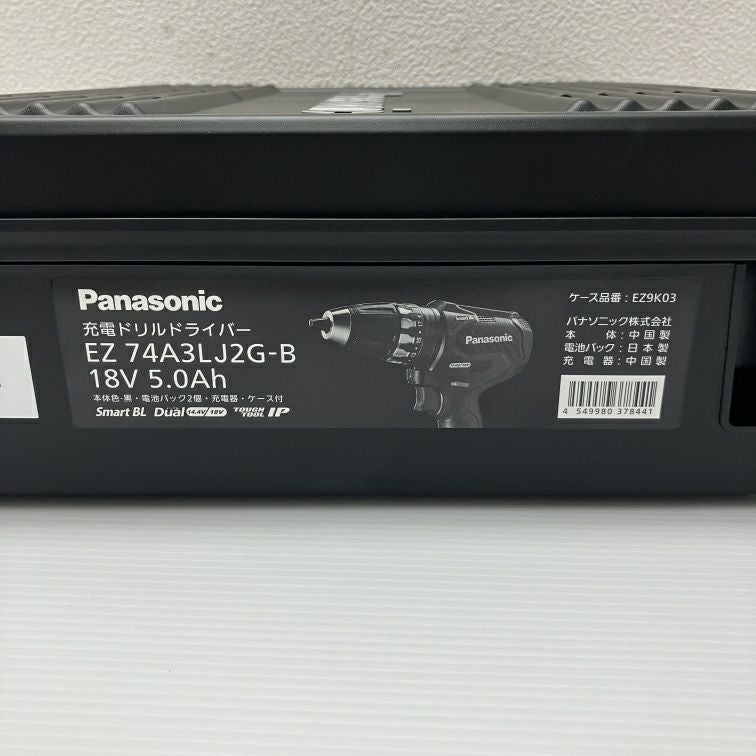 Panasonic
充電ドリルドライバー
EZ 74A3LJ2G-B
18V 5.0Ah
本体色-黒・電池パック2個・充電器・ケース付
Smart BL Dual 14.4V/18V TOUGH TOOL IP
Panasonic
ケース品番：EZ9K03
パナソニック株式会社
本体：中国製
電池パック：日本製
充電器：中国製
4 549980 378441